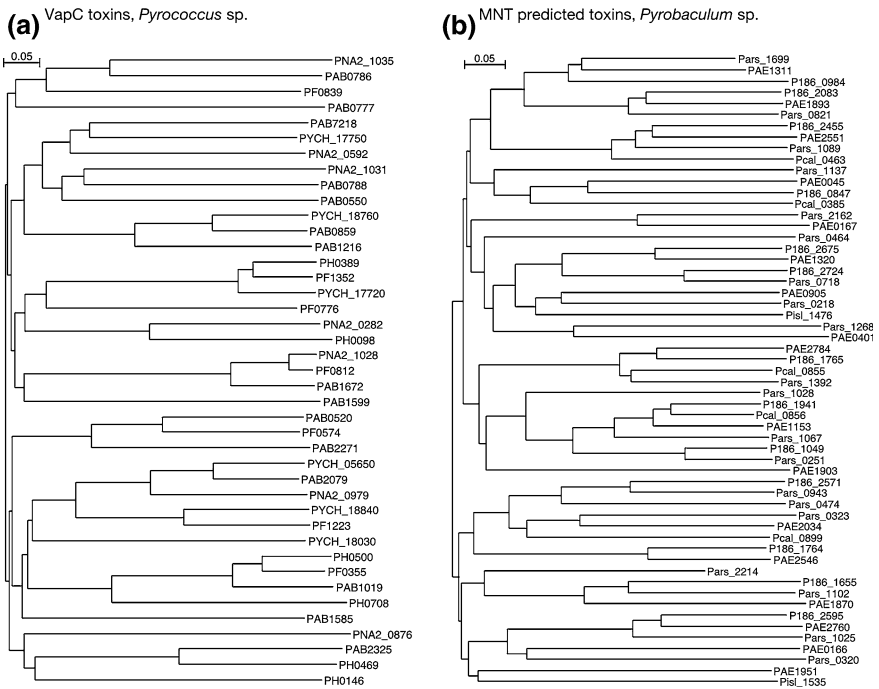 (a) VapC toxins, Pyrococcus sp.
0.05
PNA2_1035
PAB0786
PF0839
PAB0777
PAB7218
PYCH_17750
PNA2_0592
PNA2_1031
PAB0788
PAB0550
PYCH_18760
PAB0859
PAB1216
PH0389
PF1352
PYCH_17720
PF0776
PNA2_0282
PH0098
PNA2_1028
PF0812
PAB1672
PAB1599
PAB0520
PF0574
PAB2271
PYCH_05650
PAB2079
PNA2_0979
PYCH_18840
PF1223
PYCH_18030
PH0500
PF0355
PAB1019
PH0708
PAB1585
PNA2_0876
PAB2325
PH0469
PH0146
(b) MNT predicted toxins, Pyrobaculum sp.
0.05
Pars_1699
PAE1311
P186_0984
P186_2083
PAE1893
Pars_0821
P186_2455
PAE2551
Pars_1089
Pcal_0463
Pars_1137
PAE0045
P186_0847
Pcal_0385
Pars_2162
PAE0167
Pars_0464
P186_2675
PAE1320
P186_2724
Pars_0718
PAE0905
Pars_0218
Pisl_1476
Pars_1268
PAE0401
PAE2784
P186_1765
Pcal_0855
Pars_1392
Pars_1028
P186_1941
Pcal_0856
PAE1153
Pars_1067
P186_1049
Pars_0251
PAE1903
P186_2571
Pars_0943
Pars_0474
Pars_0323
PAE2034
Pcal_0899
P186_1764
PAE2546
Pars_2214
P186_1655
Pars_1102
PAE1870
P186_2595
PAE2760
Pars_1025
PAE0166
Pars_0320
PAE1951
Pisl_1535